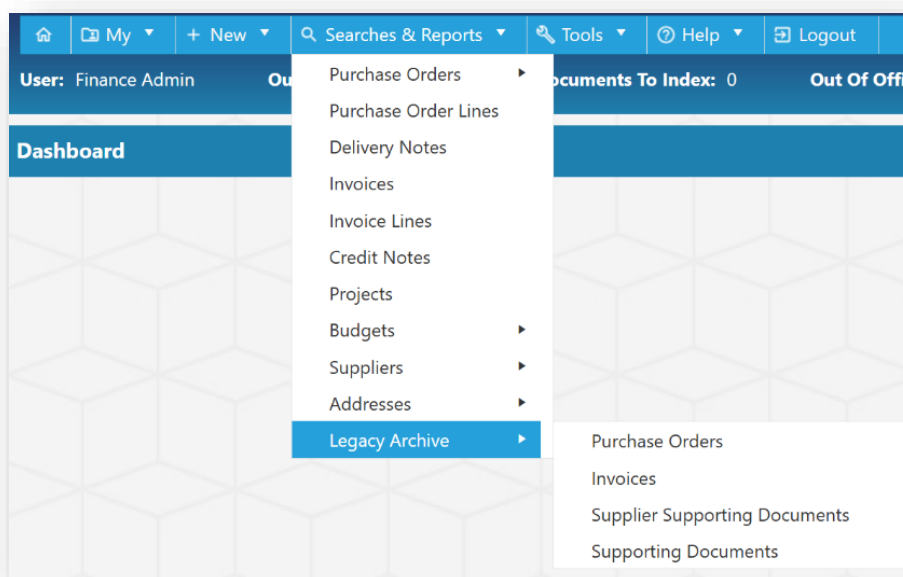 My New Searches & Reports Tools Help Logout
User: Finance Admin Ou ocuments To Index: 0 Out Of Offi
Dashboard
Purchase Orders
Purchase Order Lines
Delivery Notes
Invoices
Invoice Lines
Credit Notes
Projects
Budgets
Suppliers
Addresses
Legacy Archive
Purchase Orders
Invoices
Supplier Supporting Documents
Supporting Documents